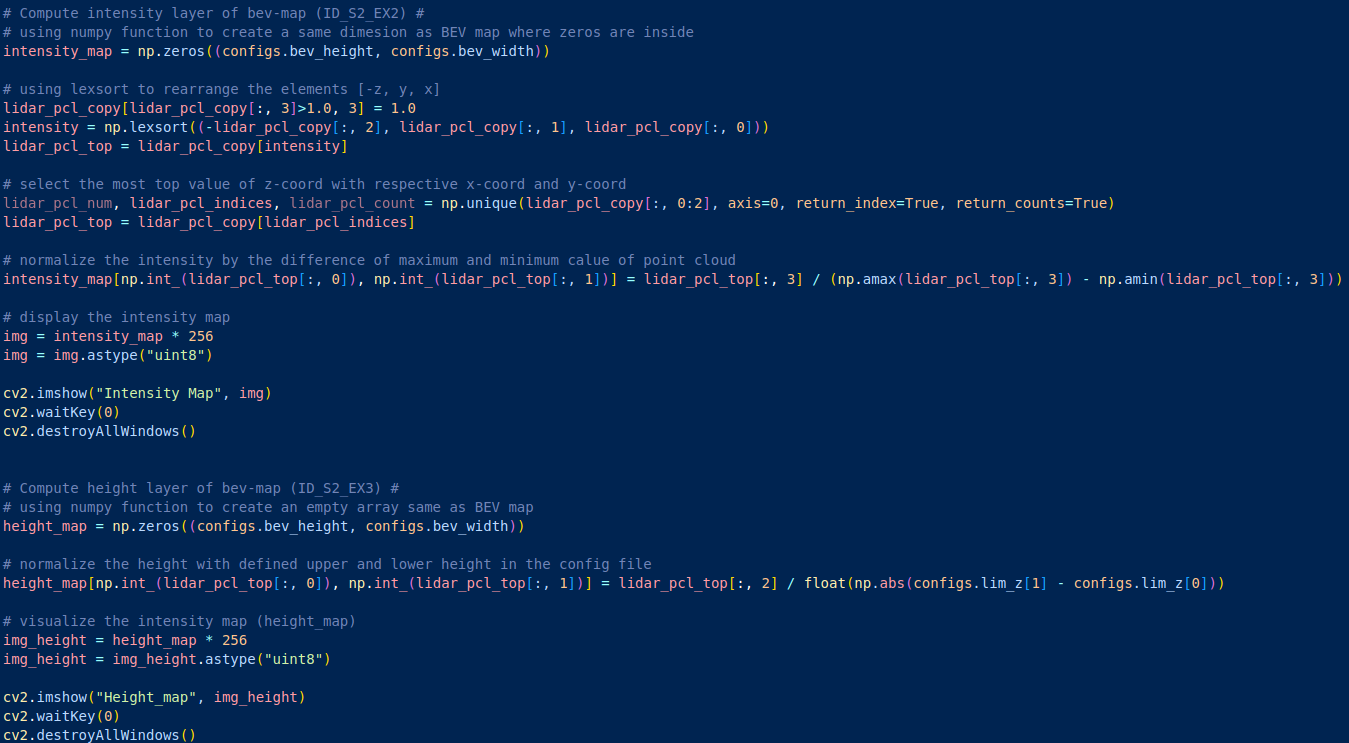 # Compute intensity layer of bev-map (ID_S2_EX2) #
# using numpy function to create a same dimesion as BEV map where zeros are inside
intensity_map = np.zeros((configs.bev_height, configs.bev_width))
# using lexsort to rearrange the elements [-z, y, x]
lidar_pcl_copy[lidar_pcl_copy[:, 3]>1.0, 3] = 1.0
intensity = np.lexsort((-lidar_pcl_copy[:, 2], lidar_pcl_copy[:, 1], lidar_pcl_copy[:, 0]))
lidar_pcl_top = lidar_pcl_copy[intensity]
# select the most top value of z-coord with respective x-coord and y-coord
lidar_pcl_num, lidar_pcl_indices, lidar_pcl_count = np.unique(lidar_pcl_copy[:, 0:2], axis=0, return_index=True, return_counts=True)
lidar_pcl_top = lidar_pcl_copy[lidar_pcl_indices]
# normalize the intensity by the difference of maximum and minimum calue of point cloud
intensity_map[np.int_(lidar_pcl_top[:, 0]), np.int_(lidar_pcl_top[:, 1])] = lidar_pcl_top[:, 3] / (np.amax(lidar_pcl_top[:, 3]) - np.amin(lidar_pcl_top[:, 3]))
# display the intensity map
img = intensity_map * 256
img = img.astype("uint8")
cv2.imshow("Intensity Map", img)
cv2.waitKey(0)
cv2.destroyAllWindows()
# Compute height layer of bev-map (ID_S2_EX3) #
# using numpy function to create an empty array same as BEV map
height_map = np.zeros((configs.bev_height, configs.bev_width))
# normalize the height with defined upper and lower height in the config file
height_map[np.int_(lidar_pcl_top[:, 0]), np.int_(lidar_pcl_top[:, 1])] = lidar_pcl_top[:, 2] / float(np.abs(configs.lim_z[1] - configs.lim_z[0]))
# visualize the intensity map (height_map)
img_height = height_map * 256
img_height = img_height.astype("uint8")
cv2.imshow("Height_map", img_height)
cv2.waitKey(0)
cv2.destroyAllWindows()